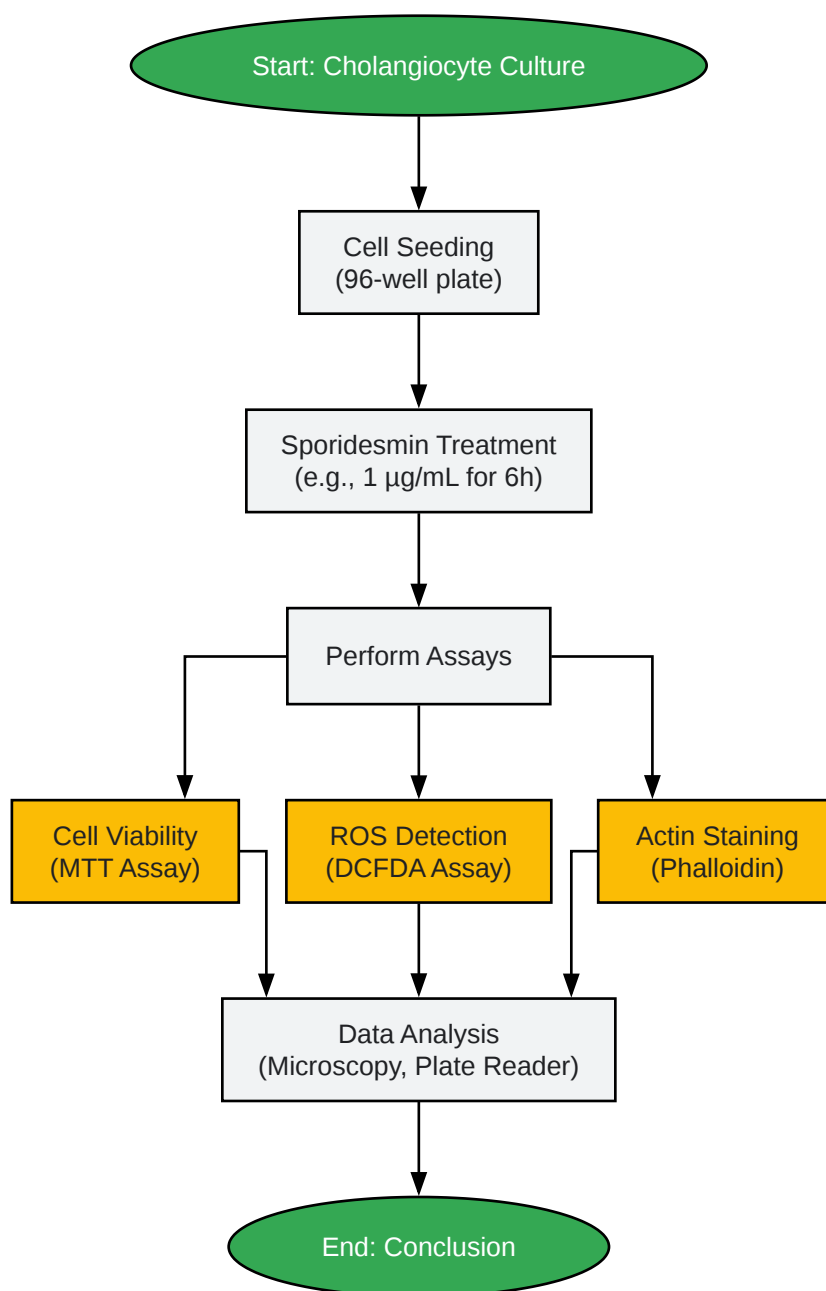 Start: Cholangiocyte Culture
Cell Seeding
(96-well plate)
Sporidesmin Treatment
(e.g., 1 µg/mL for 6h)
Perform Assays
Cell Viability
(MTT Assay)
ROS Detection
(DCFDA Assay)
Actin Staining
(Phalloidin)
Data Analysis
(Microscopy, Plate Reader)
End: Conclusion